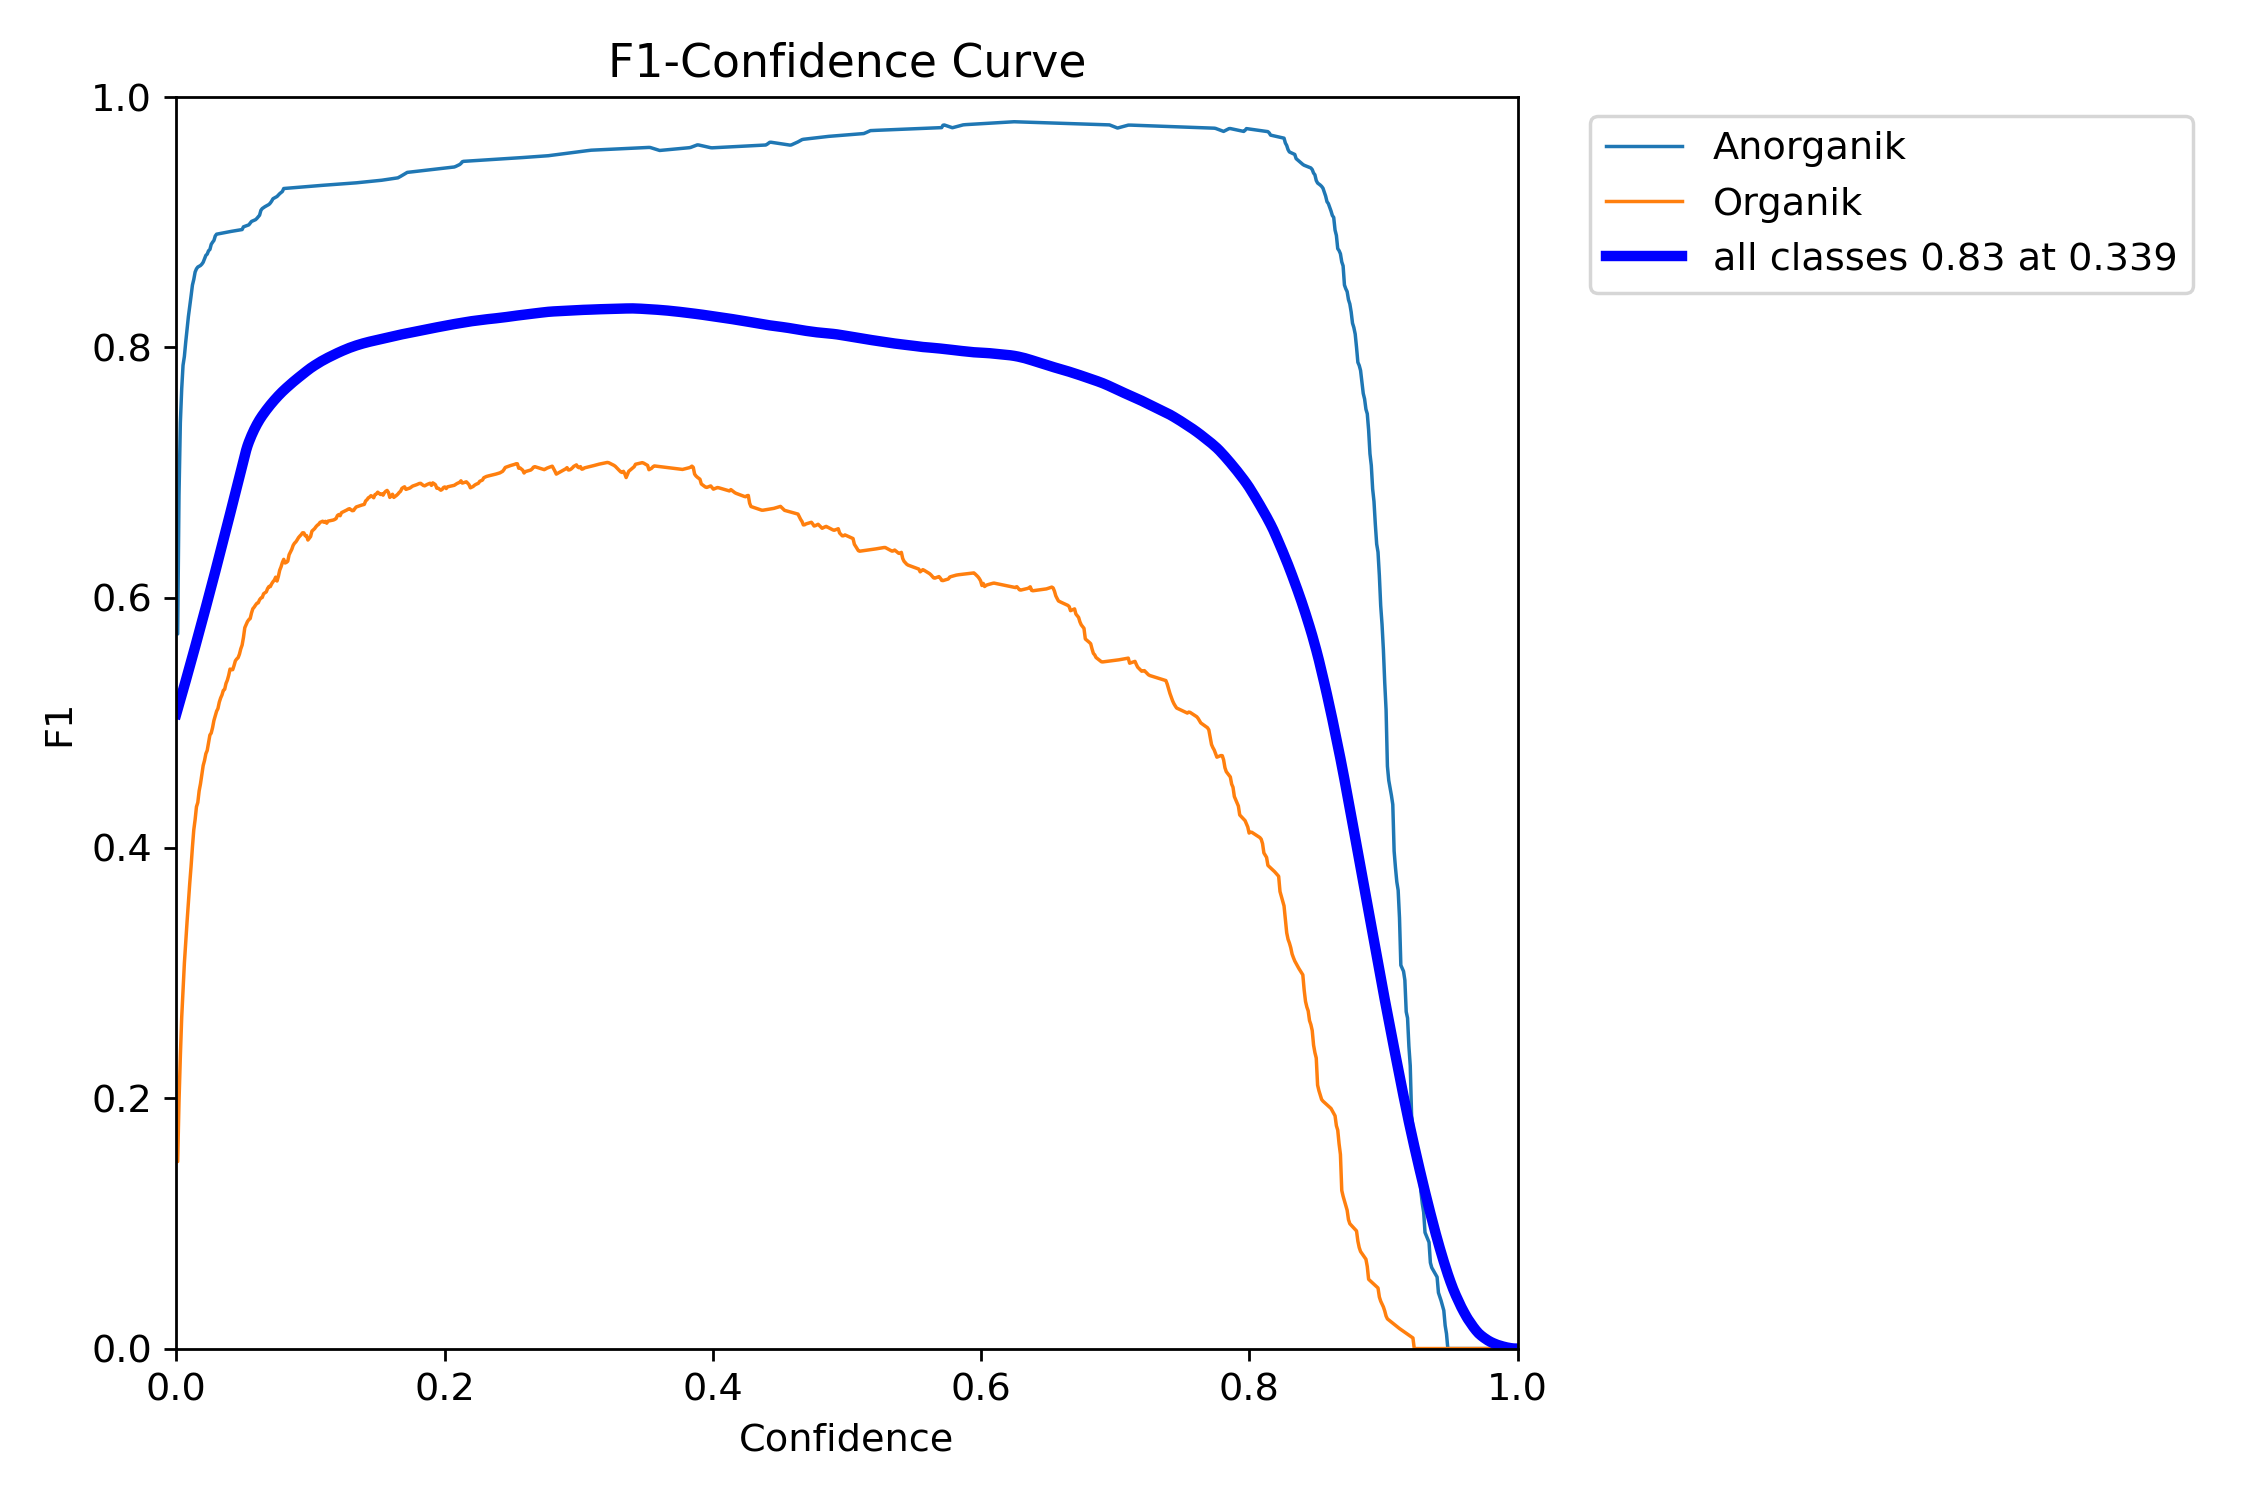 F1-Confidence Curve
Anorganik
Organik
all classes 0.83 at 0.339
F1
1.0
0.8
0.6
0.4
0.2
0.0
0.0 0.2 0.4 0.6 0.8 1.0
Confidence